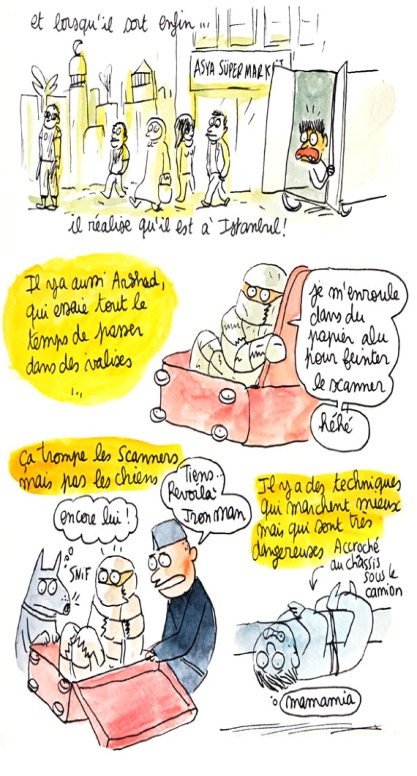 et lorsqu'il sort enfin...
ASYA SÜPERMARKET
il réalise qu'il est à Istanbul!
Il y a aussi Arshad,
qui essaie tout le
temps de passer
dans des valises
...
je m'enroule
dans du
papier alu
pour feinter
le scanner
héhé
Ça trompe les scanners
mais pas les chiens
encore lui!
Tiens..
Revoilà
Iron man
SNIF
Il y a des techniques
qui marchent mieux
mais qui sont très
dangereuses
Accroché
au châssis
sous le
camion
mamamia